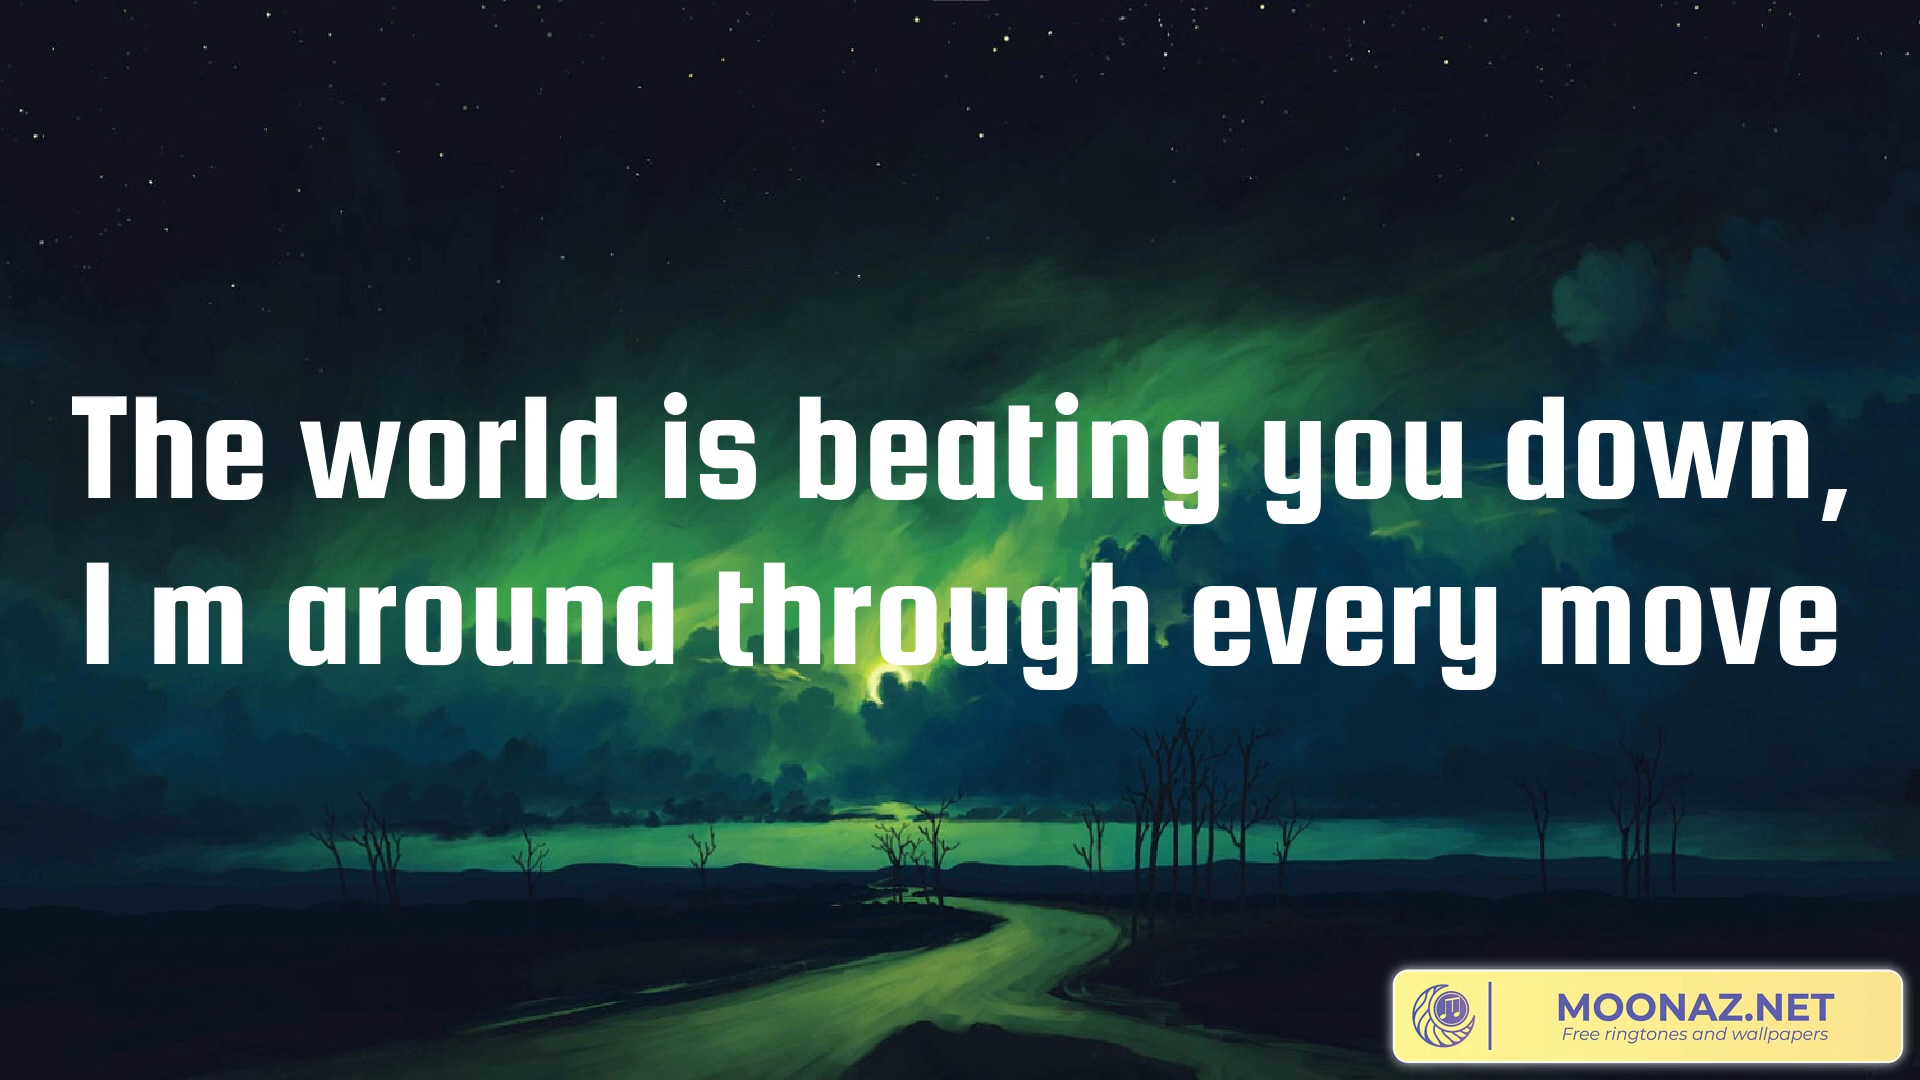 The world is beating you down,
I m around through every move
MOONAZ.NET
Free ringtones and wallpapers